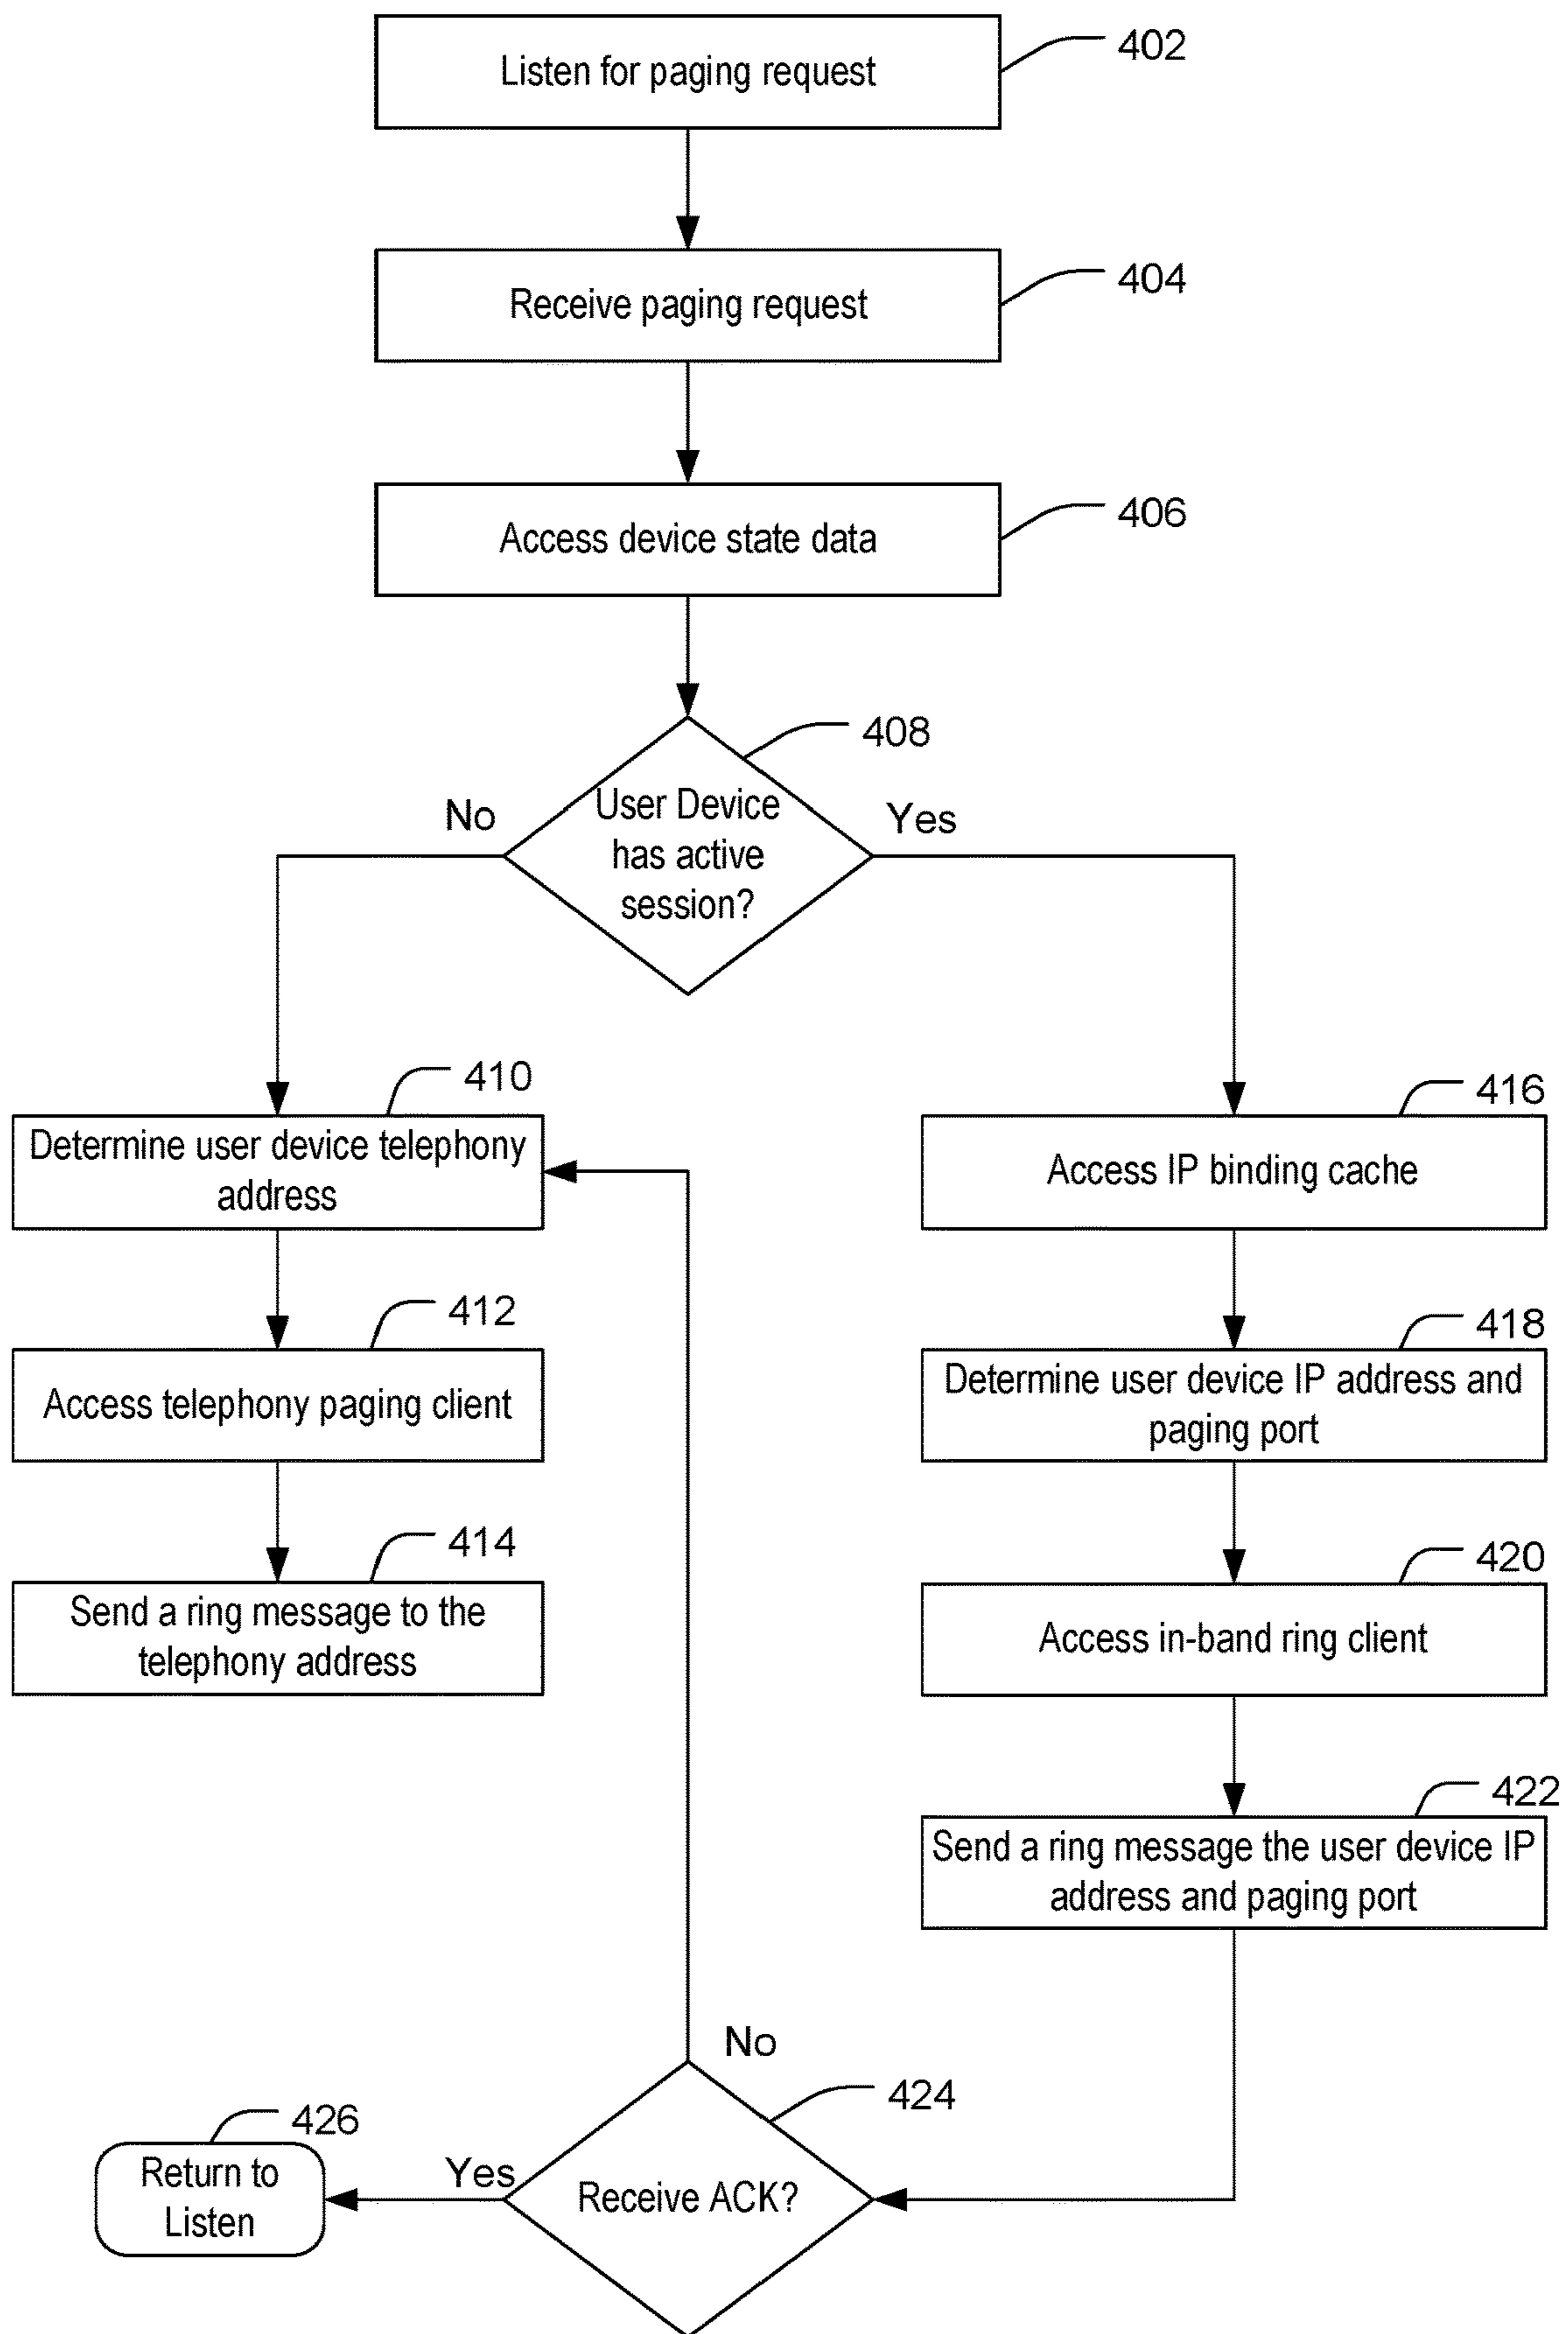 402
Listen for paging request
404
Receive paging request
406
Access device state data
408
No
Yes
User Device
has active
session?
410
Determine user device telephony
address
416
Access IP binding cache
412
Access telephony paging client
418
Determine user device IP address and
paging port
414
Send a ring message to the
telephony address
420
Access in-band ring client
422
Send a ring message the user device IP
address and paging port
No
424
426
Return to
Listen
Yes
Receive ACK?